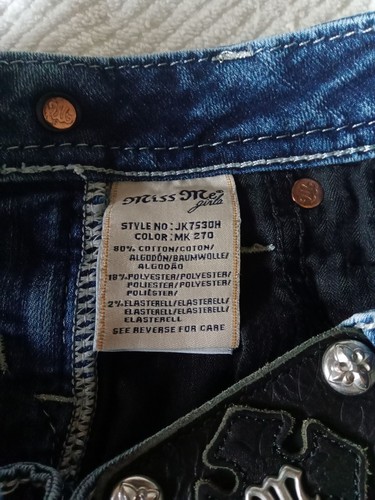 Miss Me
girls
STYLE NO: JK7530H
COLOR: MK 270
80% COTTON/COTON/
ALGODÓN/BAUMWOLLE/
ALGODÃO
18% POLYESTER/POLYESTER/
POLIESTER/POLYESTER/
POLIÉSTER/
2% ELASTERELL/ELASTERELL/
ELASTERELL/ELASTERELL/
ELASTERELL
SEE REVERSE FOR CARE